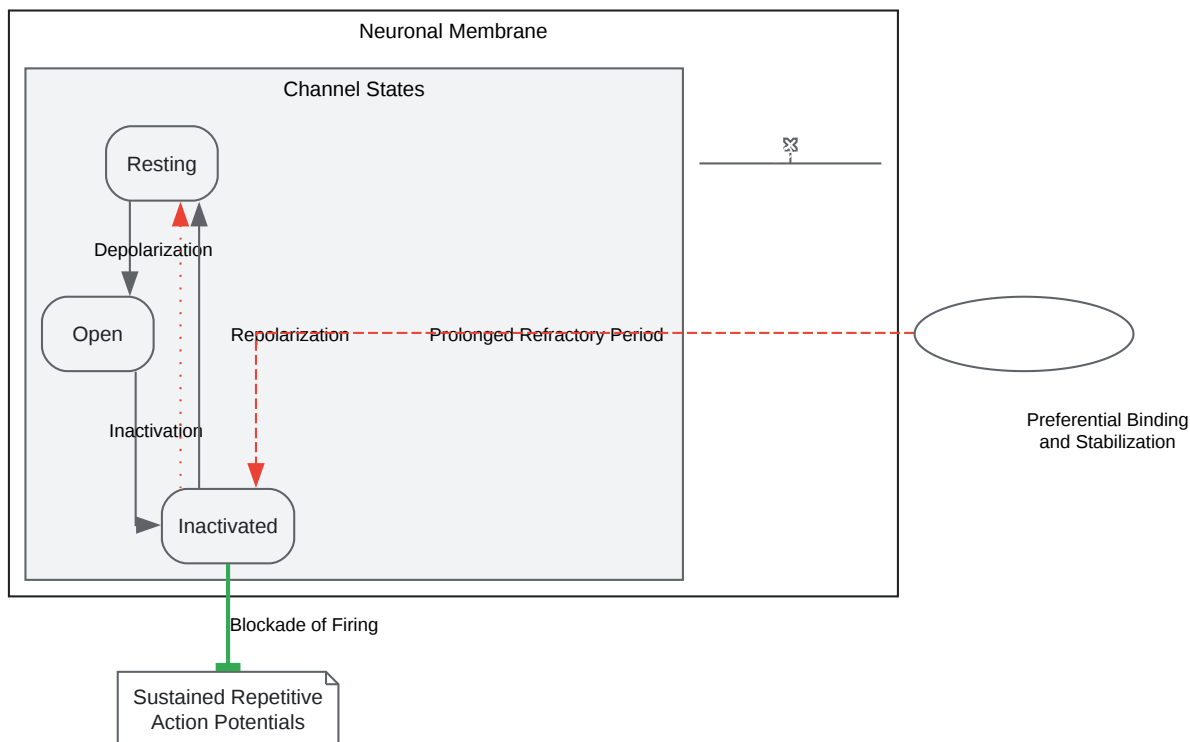 Neuronal Membrane
Channel States
Resting
Depolarization
Open
Repolarization
Prolonged Refractory Period
Preferential Binding
and Stabilization
Inactivation
Inactivated
Blockade of Firing
Sustained Repetitive
Action Potentials